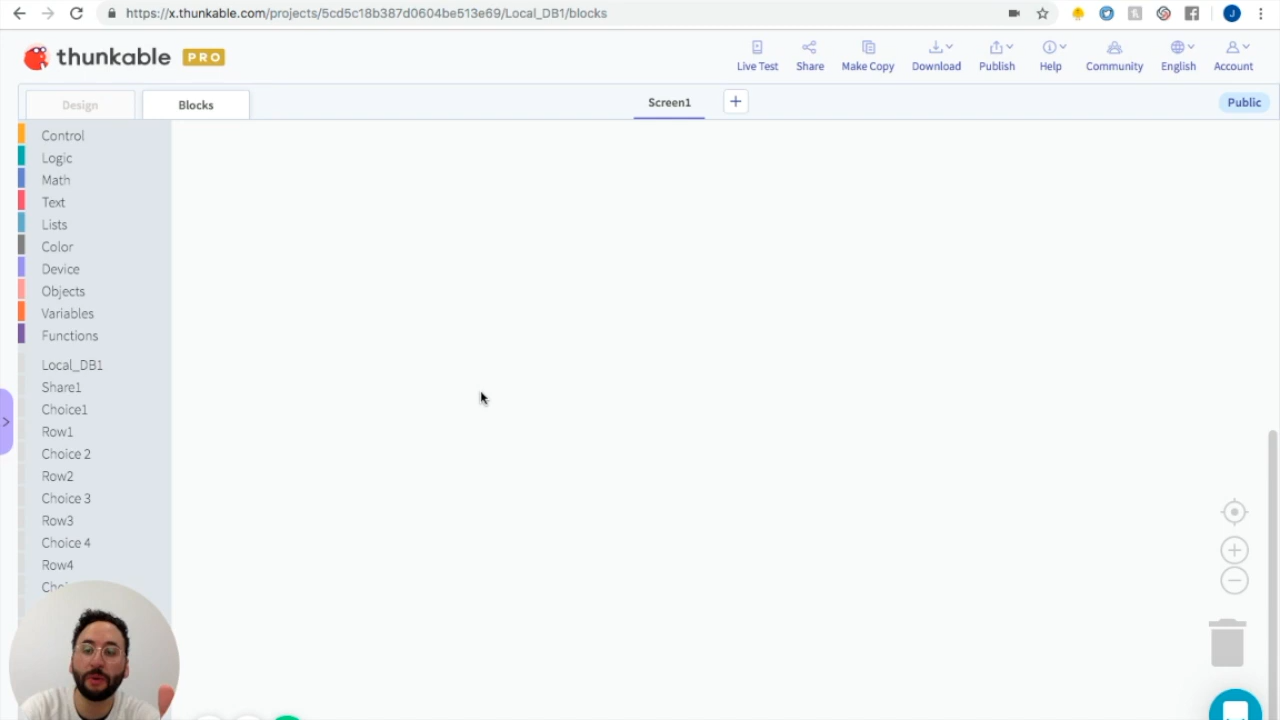 https://x.thunkable.com/projects/5cd5c18b387d0604be513e69/Local_DB1/blocks
J
thunkable PRO
Live Test Share Make Copy Download Publish Help Community English Account
Design Blocks Screen1 + Public
Control
Logic
Math
Text
Lists
Color
Device
Objects
Variables
Functions
Local_DB1
Share1
Choice1
Row1
Choice 2
Row2
Choice 3
Row3
Choice 4
Row4